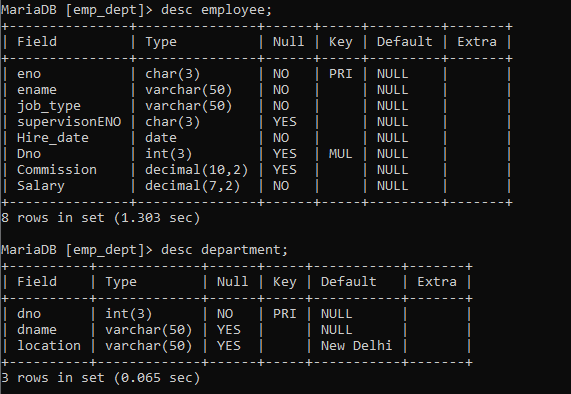 MariaDB [emp_dept]> desc employee;
+---------------+---------------+------+-----+---------+-------+
| Field         | Type          | Null | Key | Default | Extra |
+---------------+---------------+------+-----+---------+-------+
| eno           | char(3)       | NO   | PRI | NULL    |       |
| ename         | varchar(50)   | NO   |     | NULL    |       |
| job_type      | varchar(50)   | NO   |     | NULL    |       |
| supervisonENO | char(3)       | YES  |     | NULL    |       |
| Hire_date     | date          | NO   |     | NULL    |       |
| Dno           | int(3)        | YES  | MUL | NULL    |       |
| Commission    | decimal(10,2) | YES  |     | NULL    |       |
| Salary        | decimal(7,2)  | NO   |     | NULL    |       |
+---------------+---------------+------+-----+---------+-------+
8 rows in set (1.303 sec)
MariaDB [emp_dept]> desc department;
+----------+-------------+------+-----+-----------+-------+
| Field    | Type        | Null | Key | Default   | Extra |
+----------+-------------+------+-----+-----------+-------+
| dno      | int(3)      | NO   | PRI | NULL      |       |
| dname    | varchar(50) | YES  |     | NULL      |       |
| location | varchar(50) | YES  |     | New Delhi |       |
+----------+-------------+------+-----+-----------+-------+
3 rows in set (0.065 sec)